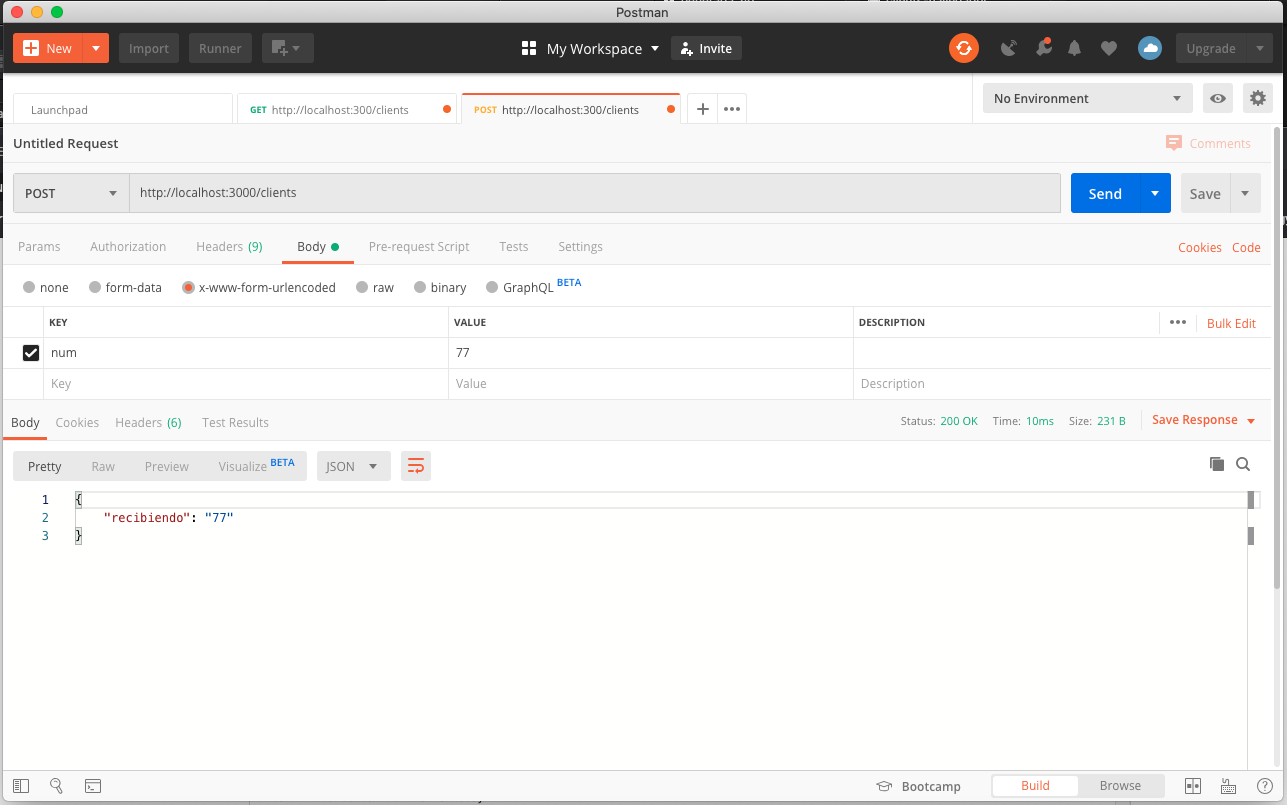 Postman
New
Import
Runner
My Workspace
Invite
Upgrade
Launchpad
GET http://localhost:300/clients
POST http://localhost:300/clients
No Environment
Untitled Request
Comments
POST
http://localhost:3000/clients
Send
Save
Params
Authorization
Headers (9)
Body
Pre-request Script
Tests
Settings
Cookies
Code
none
form-data
x-www-form-urlencoded
raw
binary
GraphQL BETA
KEY
VALUE
DESCRIPTION
Bulk Edit
num
77
Key
Value
Description
Body
Cookies
Headers (6)
Test Results
Status: 200 OK
Time: 10ms
Size: 231 B
Save Response
Pretty
Raw
Preview
Visualize BETA
JSON
1 {
2 "recibiendo": "77"
3 }
Bootcamp
Build
Browse